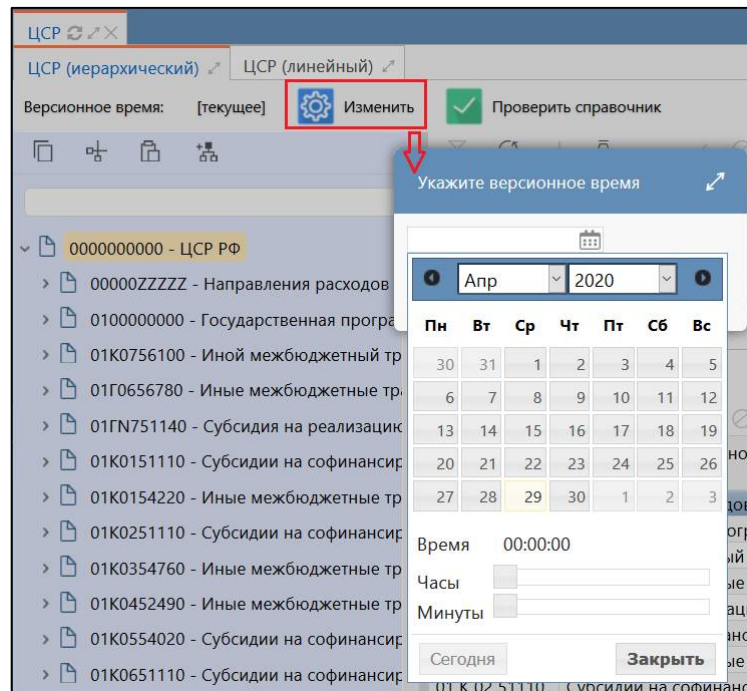 ЦСР
ЦСР (иерархический) ЦСР (линейный)
Версионное время: [текущее] Изменить Проверить справочник
Укажите версионное время
0000000000 - ЦСР РФ
00000ZZZZZ - Направления расходов
0100000000 - Государственная програ
01К0756100 - Иной межбюджетный тр
01Г0656780 - Иные межбюджетные тра
01ГN751140 - Субсидия на реализацию
01К0151110 - Субсидии на софинансир
01К0154220 - Иные межбюджетные тр
01К0251110 - Субсидии на софинансир
01К0354760 - Иные межбюджетные тр
01К0452490 - Иные межбюджетные тр
01К0554020 - Субсидии на софинансир
01К0651110 - Субсидии на софинансир
Апр 2020
Пн Вт Ср Чт Пт Сб Вс
30 31 1 2 3 4 5
6 7 8 9 10 11 12
13 14 15 16 17 18 19
20 21 22 23 24 25 26
27 28 29 30 1 2 3
Время 00:00:00
Часы
Минуты
Сегодня Закрыть
01 К 02 51110 Субсидии на софинанс